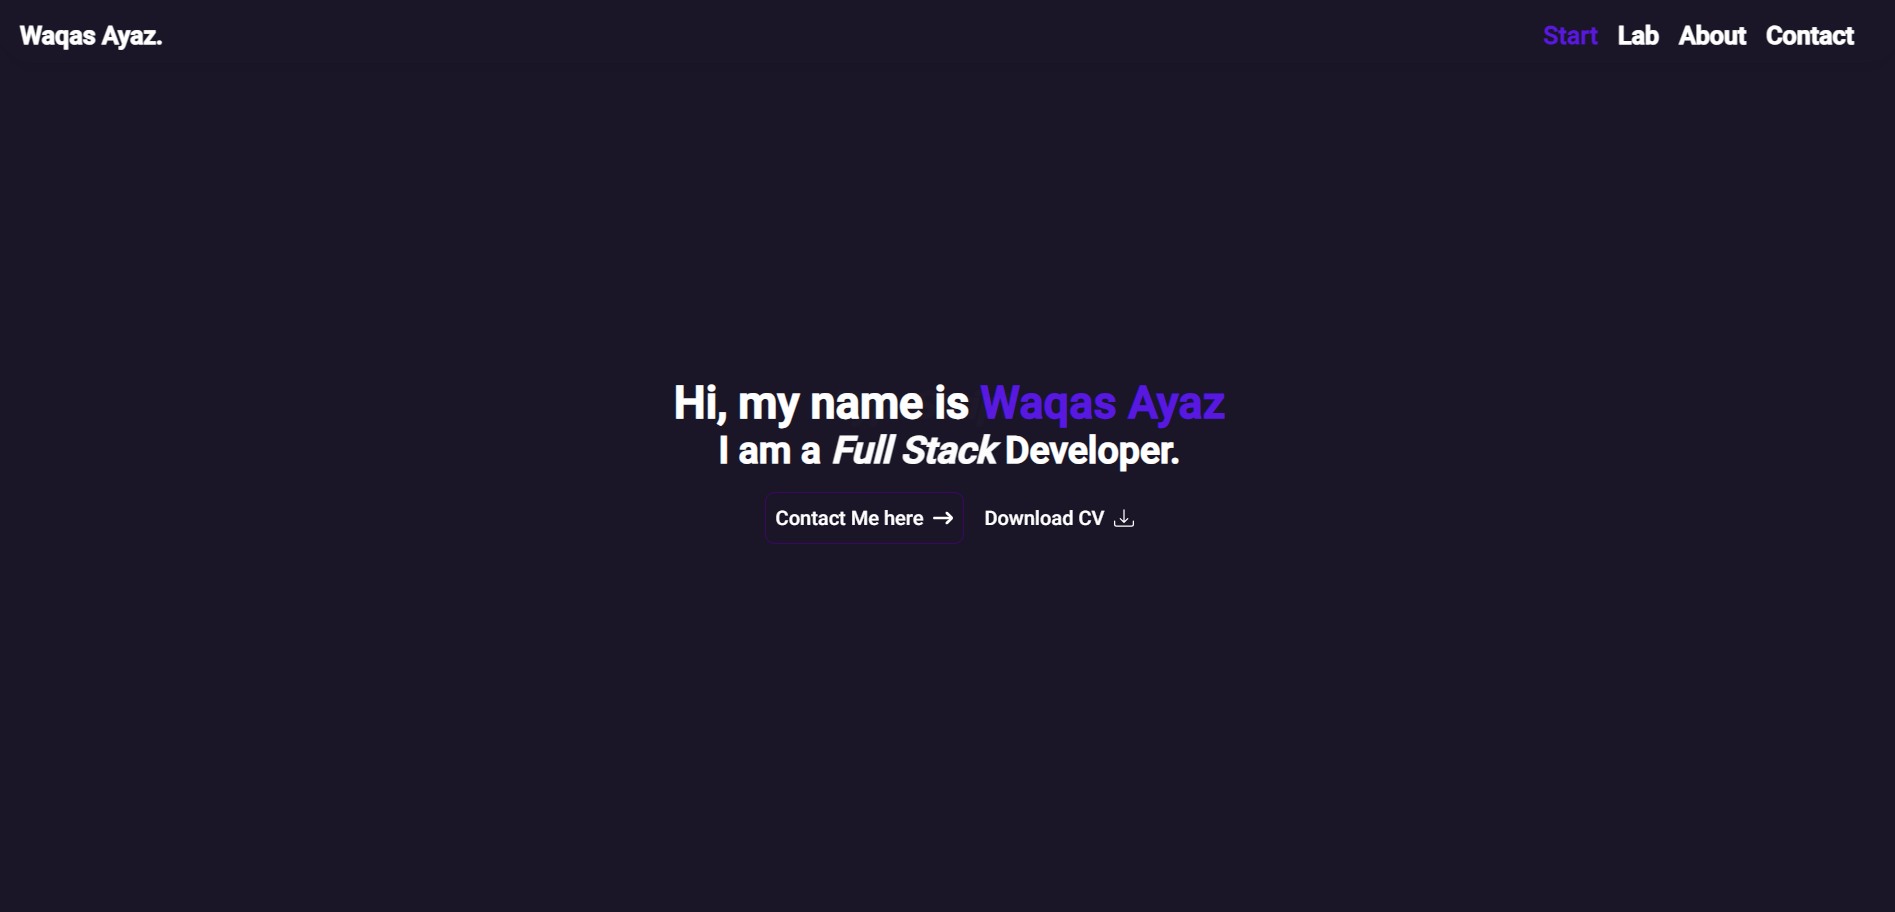 Waqas Ayaz.
Start Lab About Contact
Hi, my name is Waqas Ayaz
I am a Full Stack Developer.
Contact Me here
Download CV